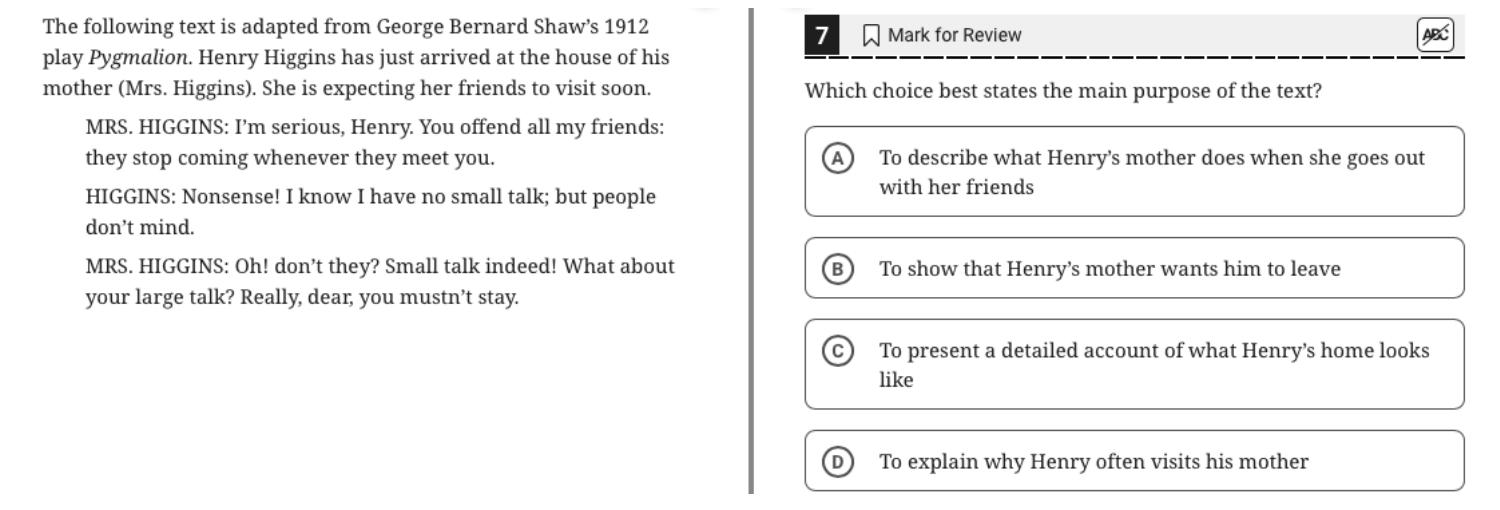 The following text is adapted from George Bernard Shaw’s 1912
play Pygmalion. Henry Higgins has just arrived at the house of his
mother (Mrs. Higgins). She is expecting her friends to visit soon.
MRS. HIGGINS: I’m serious, Henry. You offend all my friends:
they stop coming whenever they meet you.
HIGGINS: Nonsense! I know I have no small talk; but people
don’t mind.
MRS. HIGGINS: Oh! don’t they? Small talk indeed! What about
your large talk? Really, dear, you mustn’t stay.
7 Mark for Review ABC
Which choice best states the main purpose of the text?
A To describe what Henry’s mother does when she goes out
with her friends
B To show that Henry’s mother wants him to leave
C To present a detailed account of what Henry’s home looks
like
D To explain why Henry often visits his mother